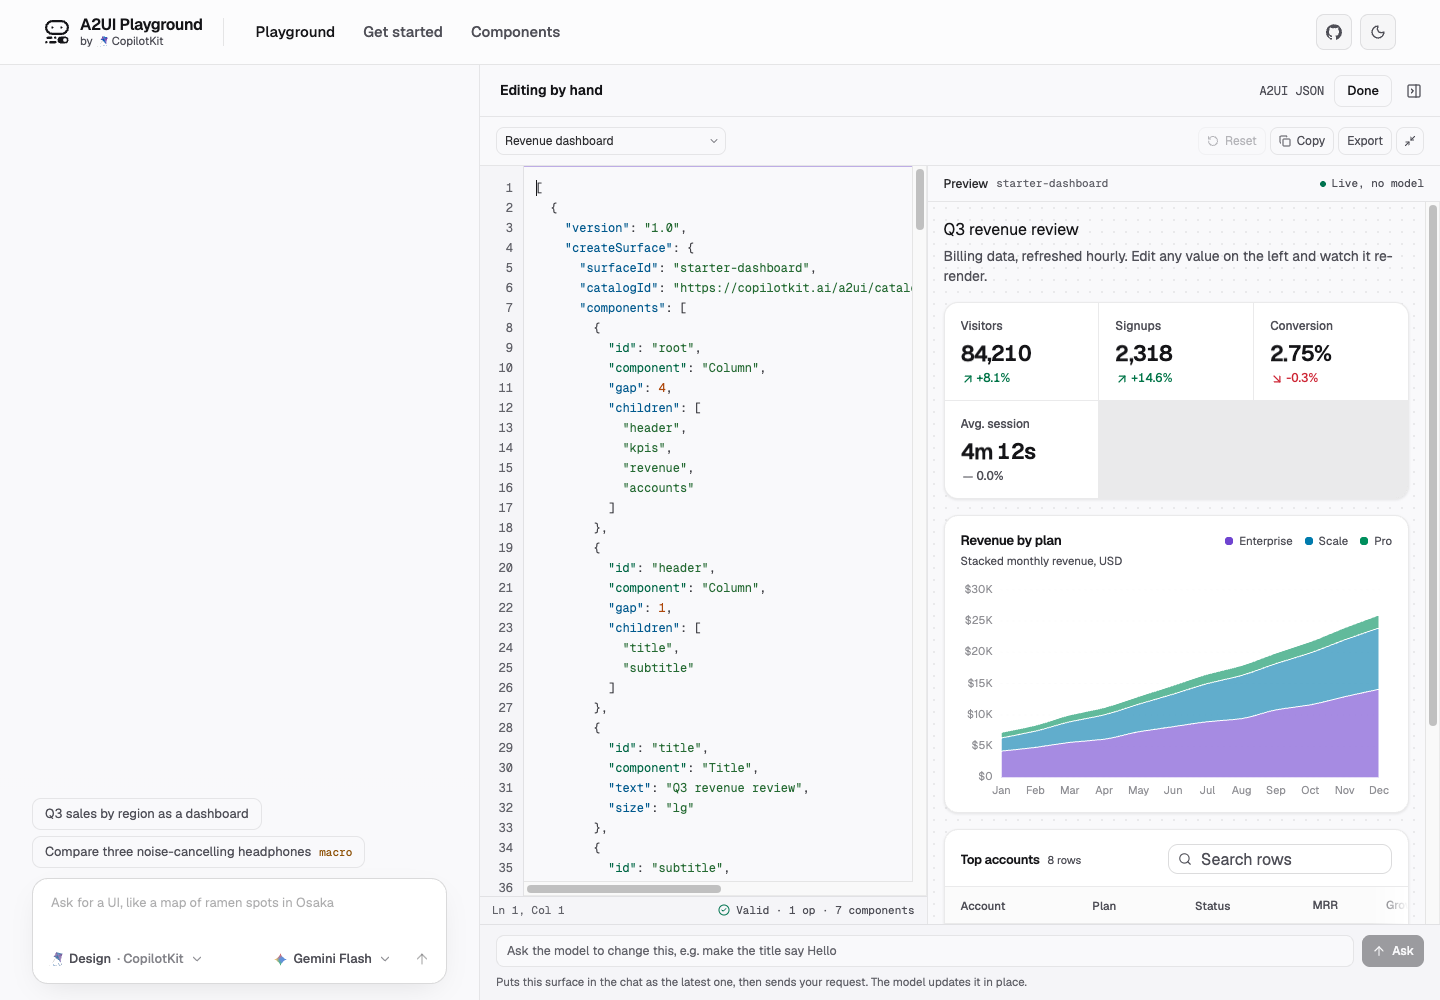 A2UI Playground
by CopilotKit
Playground
Get started
Components
Editing by hand
A2UI JSON
Done
Revenue dashboard
Reset
Copy
Export
1 [
2 {
3 "version": "1.0",
4 "createSurface": {
5 "surfaceId": "starter-dashboard",
6 "catalogId": "https://copilotkit.ai/a2ui/catalo
7 "components": [
8 {
9 "id": "root",
10 "component": "Column",
11 "gap": 4,
12 "children": [
13 "header",
14 "kpis",
15 "revenue",
16 "accounts"
17 ]
18 },
19 {
20 "id": "header",
21 "component": "Column",
22 "gap": 1,
23 "children": [
24 "title",
25 "subtitle"
26 ]
27 },
28 {
29 "id": "title",
30 "component": "Title",
31 "text": "Q3 revenue review",
32 "size": "lg"
33 },
34 {
35 "id": "subtitle",
36
Ln 1, Col 1
Valid · 1 op · 7 components
Preview starter-dashboard
Live, no model
Q3 revenue review
Billing data, refreshed hourly. Edit any value on the left and watch it re-
render.
Visitors
84,210
+8.1%
Signups
2,318
+14.6%
Conversion
2.75%
-0.3%
Avg. session
4m 12s
— 0.0%
Revenue by plan
Enterprise Scale Pro
Stacked monthly revenue, USD
$30K
$25K
$20K
$15K
$10K
$5K
$0
Jan Feb Mar Apr May Jun Jul Aug Sep Oct Nov Dec
Top accounts 8 rows
Search rows
Account Plan Status MRR Gro
Q3 sales by region as a dashboard
Compare three noise-cancelling headphones macro
Ask for a UI, like a map of ramen spots in Osaka
Design · CopilotKit
Gemini Flash
Ask the model to change this, e.g. make the title say Hello
Ask
Puts this surface in the chat as the latest one, then sends your request. The model updates it in place.